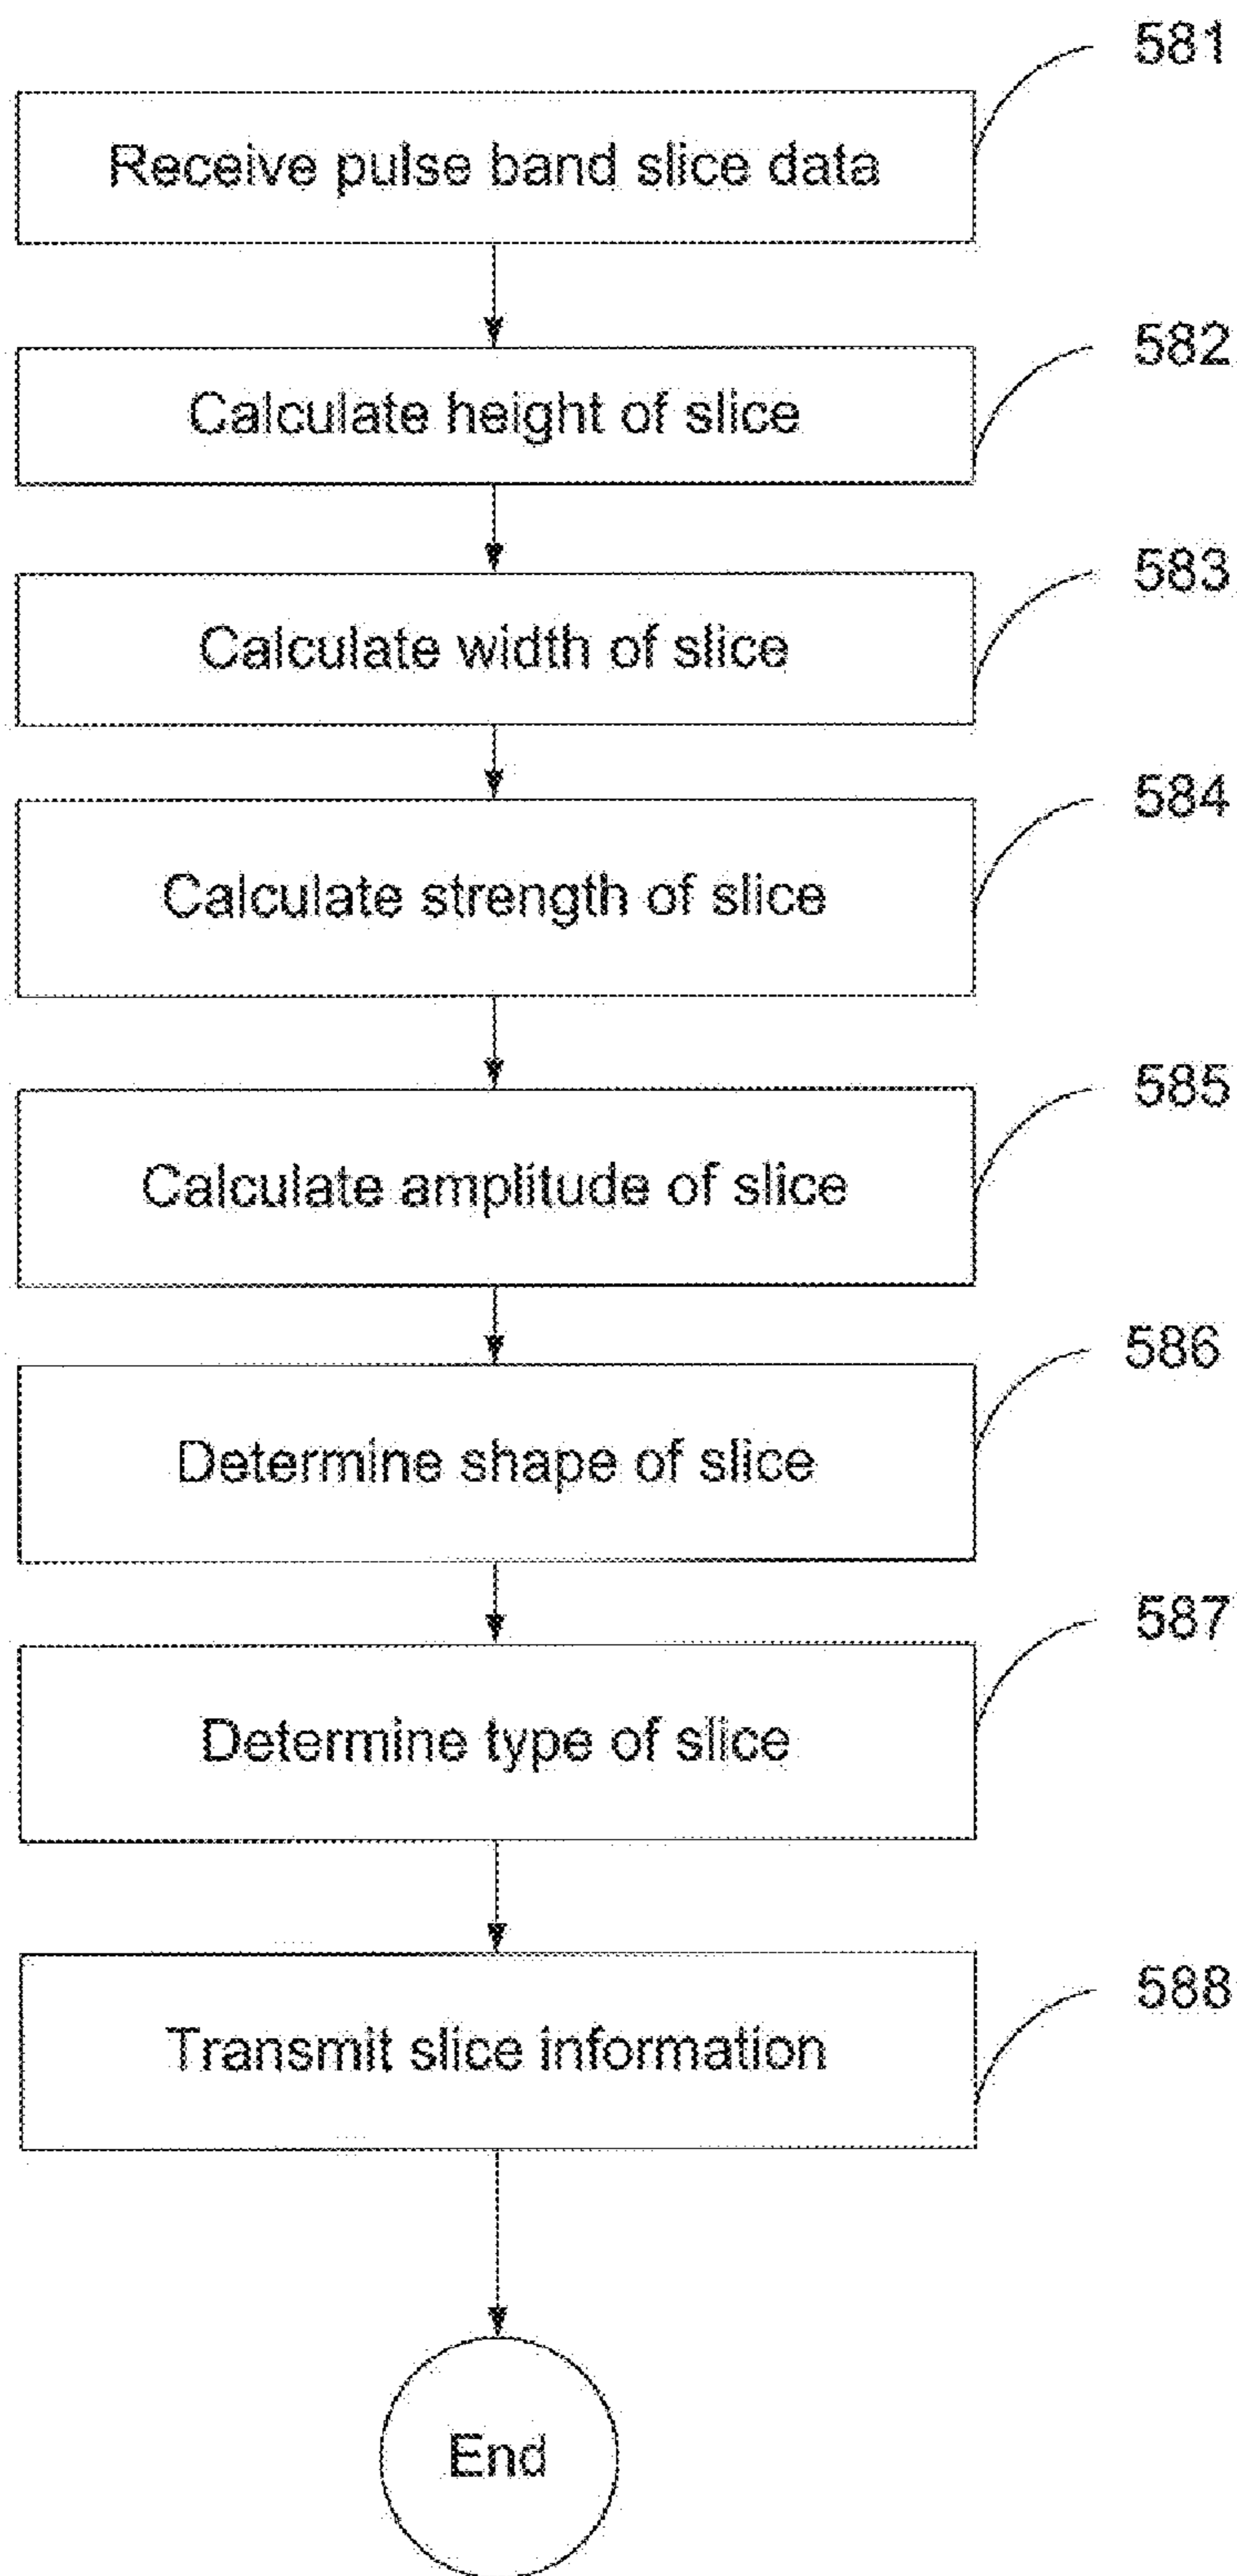 581
Receive pulse band slice data
582
Calculate height of slice
583
Calculate width of slice
584
Calculate strength of slice
585
Calculate amplitude of slice
586
Determine shape of slice
587
Determine type of slice
588
Transmit slice information
End